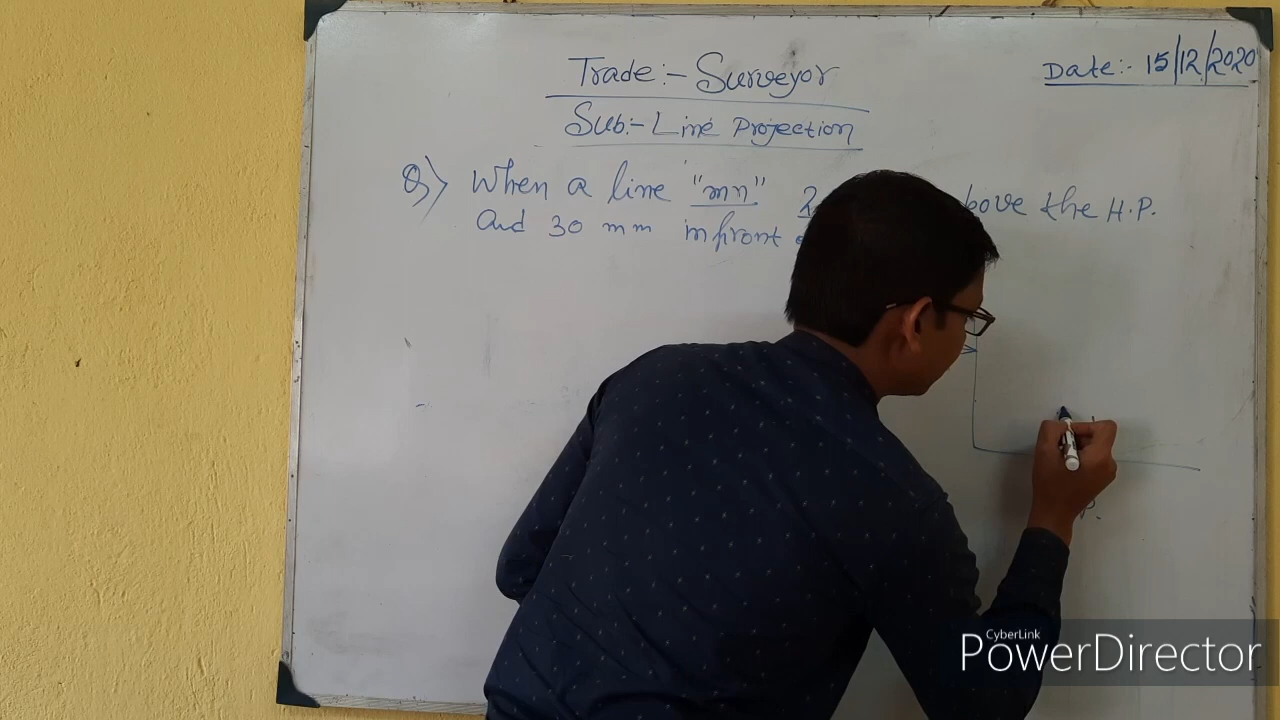 Trade:- Surveyor
Date:- 15/12/2020
Sub:- Line Projection
Q) When a line "mn" 2 bove the H.P.
And 30 mm infront
CyberLink
PowerDirector